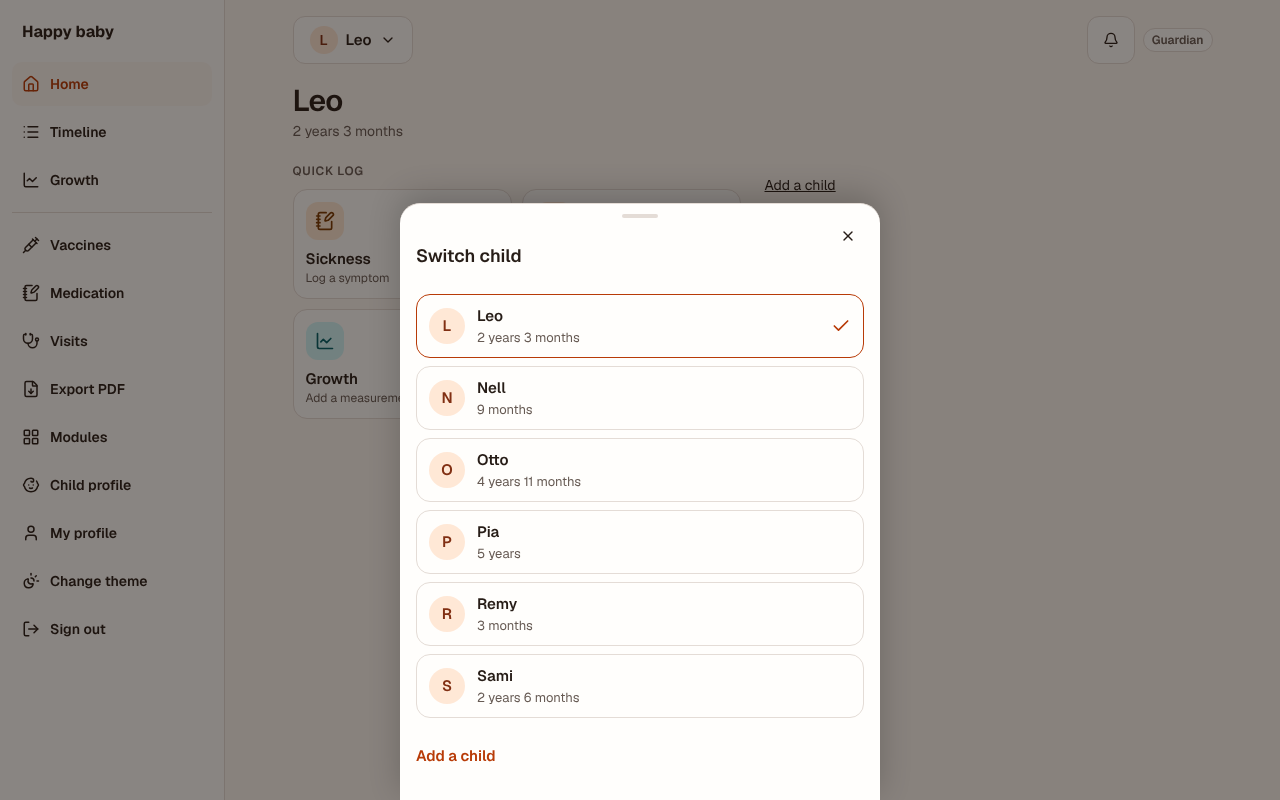 Happy baby
Home
Timeline
Growth
Vaccines
Medication
Visits
Export PDF
Modules
Child profile
My profile
Change theme
Sign out
L Leo
Guardian
Leo
2 years 3 months
QUICK LOG
Add a child
Sickness
Log a symptom
Growth
Add a measureme
Switch child
L
Leo
2 years 3 months
N
Nell
9 months
O
Otto
4 years 11 months
P
Pia
5 years
R
Remy
3 months
S
Sami
2 years 6 months
Add a child